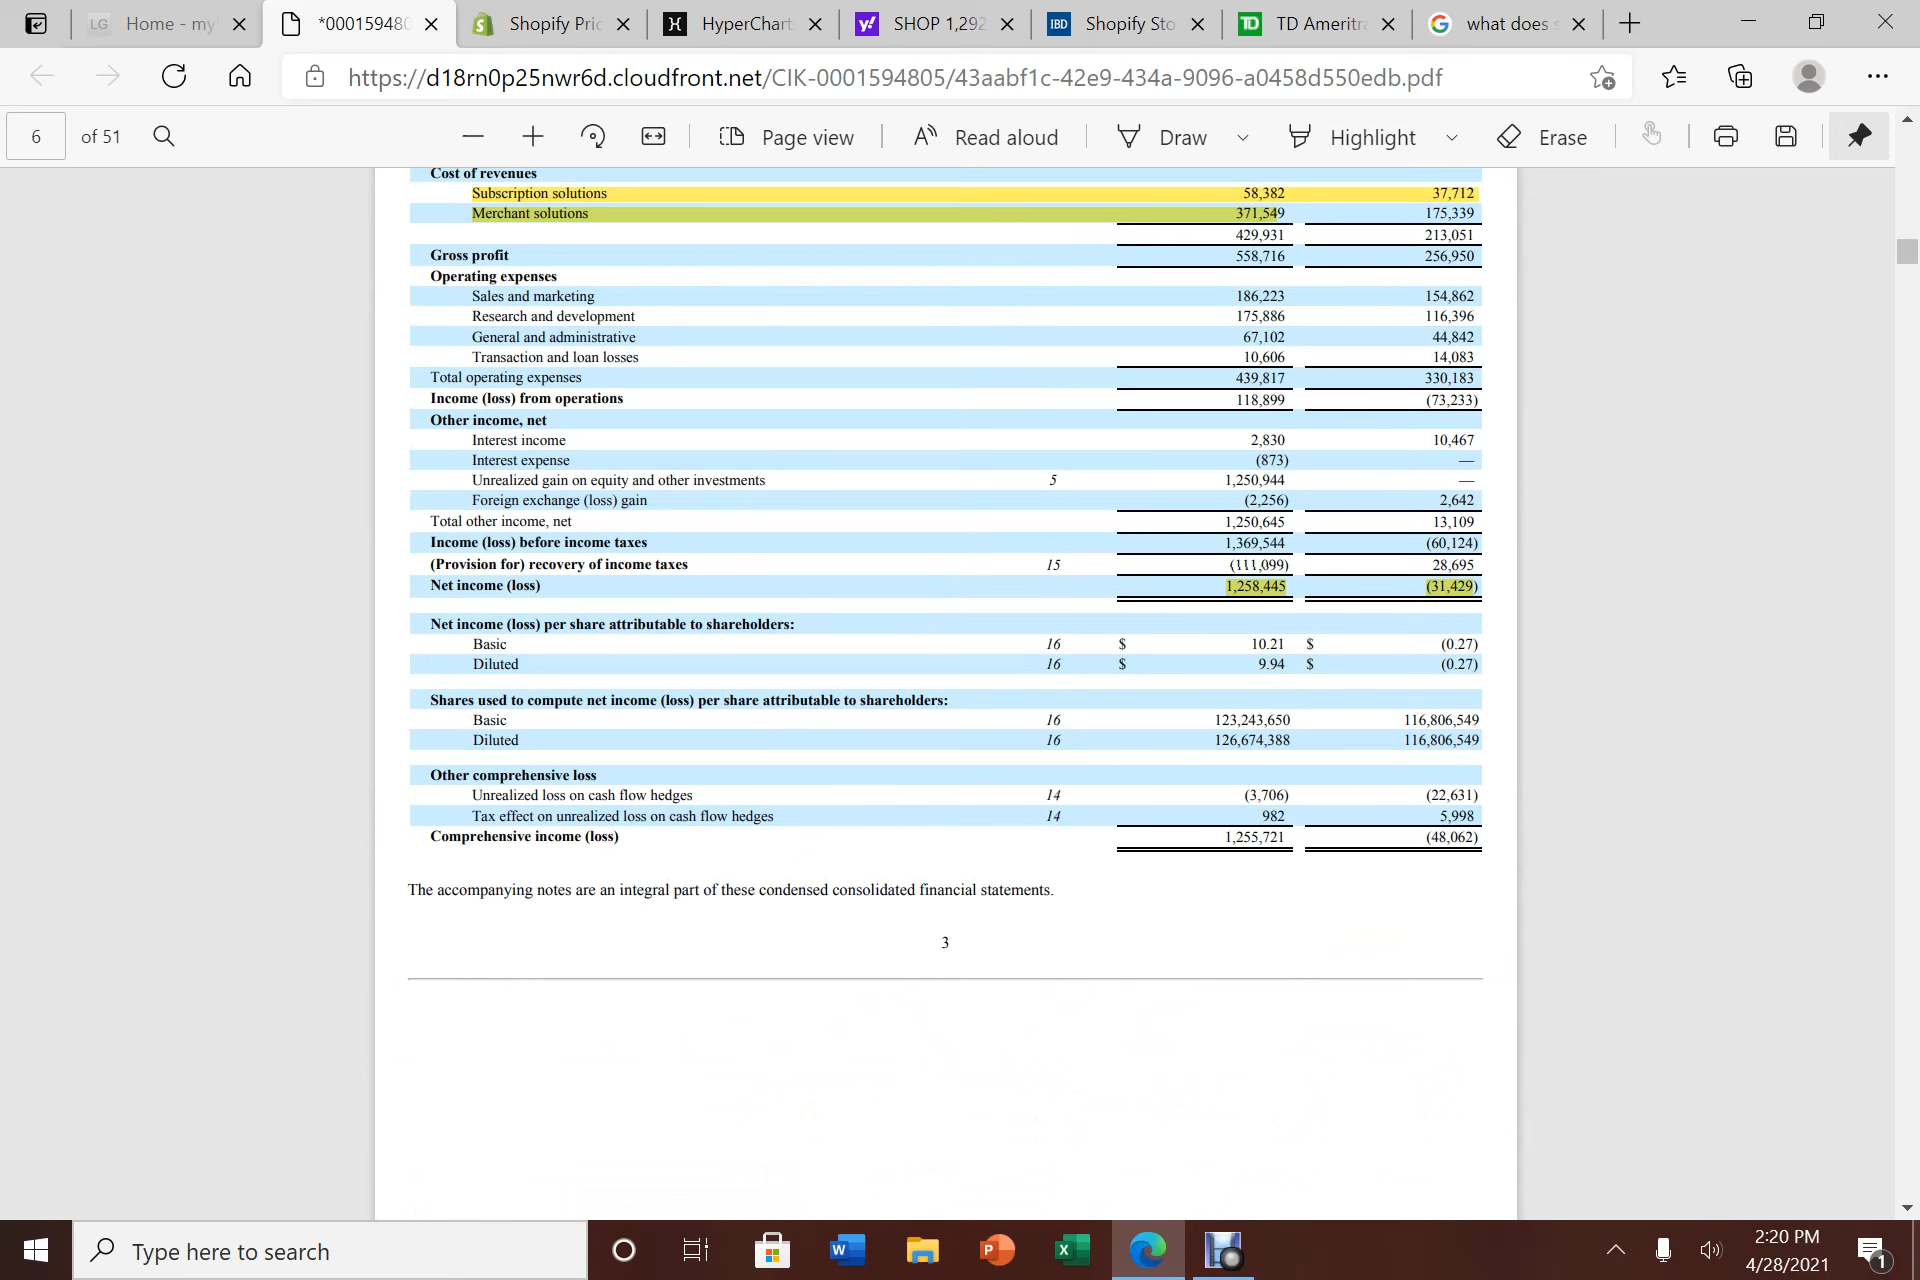 LG Home - my
*000159480
Shopify Pric
HyperChart
SHOP 1,292
IBD Shopify Sto
TD TD Ameritra
what does s
https://d18rn0p25nwr6d.cloudfront.net/CIK-0001594805/43aabf1c-42e9-434a-9096-a0458d550edb.pdf
6 of 51 Page view Read aloud Draw Highlight Erase
Cost of revenues
Subscription solutions 58,382 37,712
Merchant solutions 371,549 175,339
429,931 213,051
Gross profit 558,716 256,950
Operating expenses
Sales and marketing 186,223 154,862
Research and development 175,886 116,396
General and administrative 67,102 44,842
Transaction and loan losses 10,606 14,083
Total operating expenses 439,817 330,183
Income (loss) from operations 118,899 (73,233)
Other income, net
Interest income 2,830 10,467
Interest expense (873) —
Unrealized gain on equity and other investments 5 1,250,944 —
Foreign exchange (loss) gain (2,256) 2,642
Total other income, net 1,250,645 13,109
Income (loss) before income taxes 1,369,544 (60,124)
(Provision for) recovery of income taxes 15 (111,099) 28,695
Net income (loss) 1,258,445 (31,429)
Net income (loss) per share attributable to shareholders:
Basic 16 $ 10.21 $ (0.27)
Diluted 16 $ 9.94 $ (0.27)
Shares used to compute net income (loss) per share attributable to shareholders:
Basic 16 123,243,650 116,806,549
Diluted 16 126,674,388 116,806,549
Other comprehensive loss
Unrealized loss on cash flow hedges 14 (3,706) (22,631)
Tax effect on unrealized loss on cash flow hedges 14 982 5,998
Comprehensive income (loss) 1,255,721 (48,062)
The accompanying notes are an integral part of these condensed consolidated financial statements.
3
Type here to search
2:20 PM
4/28/2021
1